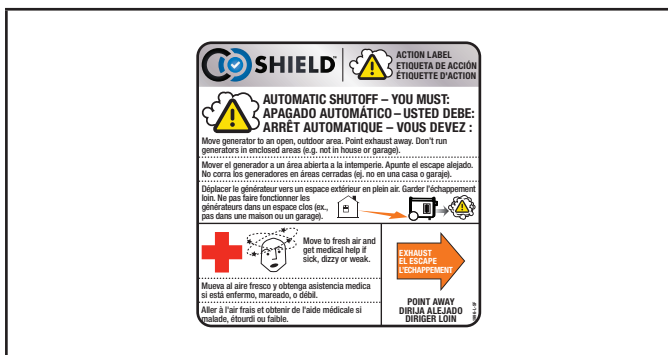 CO SHIELD™
ACTION LABEL
ETIQUETA DE ACCIÓN
ÉTIQUETTE D'ACTION
AUTOMATIC SHUTOFF – YOU MUST:
APAGADO AUTOMÁTICO – USTED DEBE:
ARRÊT AUTOMATIQUE – VOUS DEVEZ :
Move generator to an open, outdoor area. Point exhaust away. Don't run
generators in enclosed areas (e.g. not in house or garage).
Mover el generador a un área abierta a la intemperie. Apunte el escape alejado.
No corra los generadores en áreas cerradas (ej. no en una casa o garaje).
Déplacer le générateur vers un espace extérieur en plein air. Garder l'échappement
loin. Ne pas faire fonctionner les
générateurs dans un espace clos (ex.,
pas dans une maison ou un garage).
Move to fresh air and
get medical help if
sick, dizzy or weak.
Mueva al aire fresco y obtenga asistencia medica
si está enfermo, mareado, o débil.
Aller à l'air frais et obtenir de l'aide médicale si
malade, étourdi ou faible.
EXHAUST
EL ESCAPE
L'ECHAPPEMENT
POINT AWAY
DIRIJA ALEJADO
DIRIGER LOIN